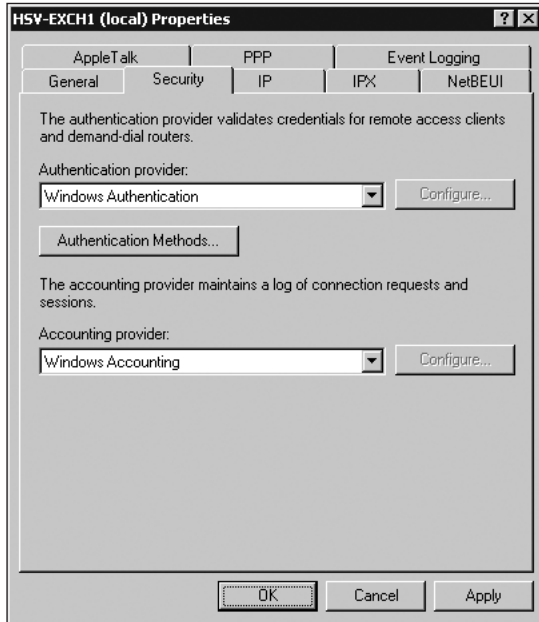 HSV-EXCH1 (local) Properties ? ×
AppleTalk PPP Event Logging
General Security IP IPX NetBEUI
The authentication provider validates credentials for remote access clients
and demand-dial routers.
Authentication provider:
Windows Authentication Configure...
Authentication Methods...
The accounting provider maintains a log of connection requests and
sessions.
Accounting provider:
Windows Accounting Configure...
OK Cancel Apply